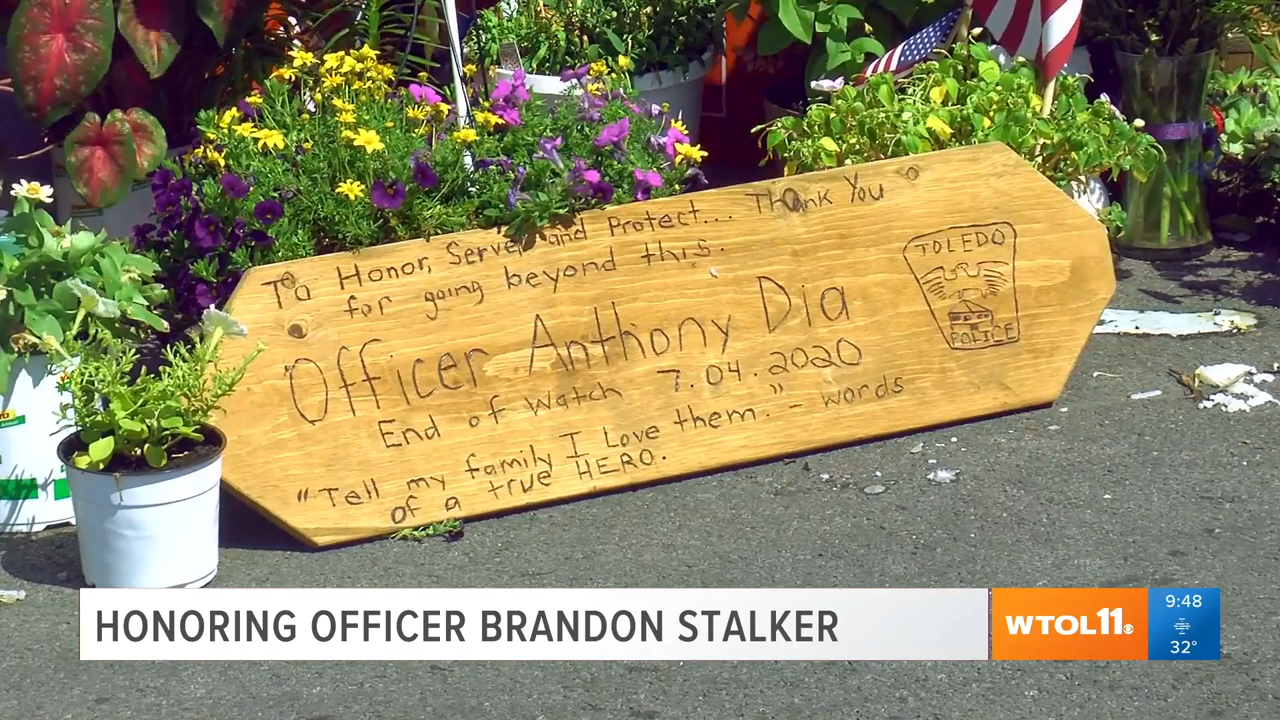 To Honor, Serve, and Protect... Thank You
for going beyond this.
Officer Anthony Dia
End of Watch 7.04.2020
"Tell my family I Love them." - words
of a true HERO.
TOLEDO
POLICE
HONORING OFFICER BRANDON STALKER
WTOL11
9:48
32°